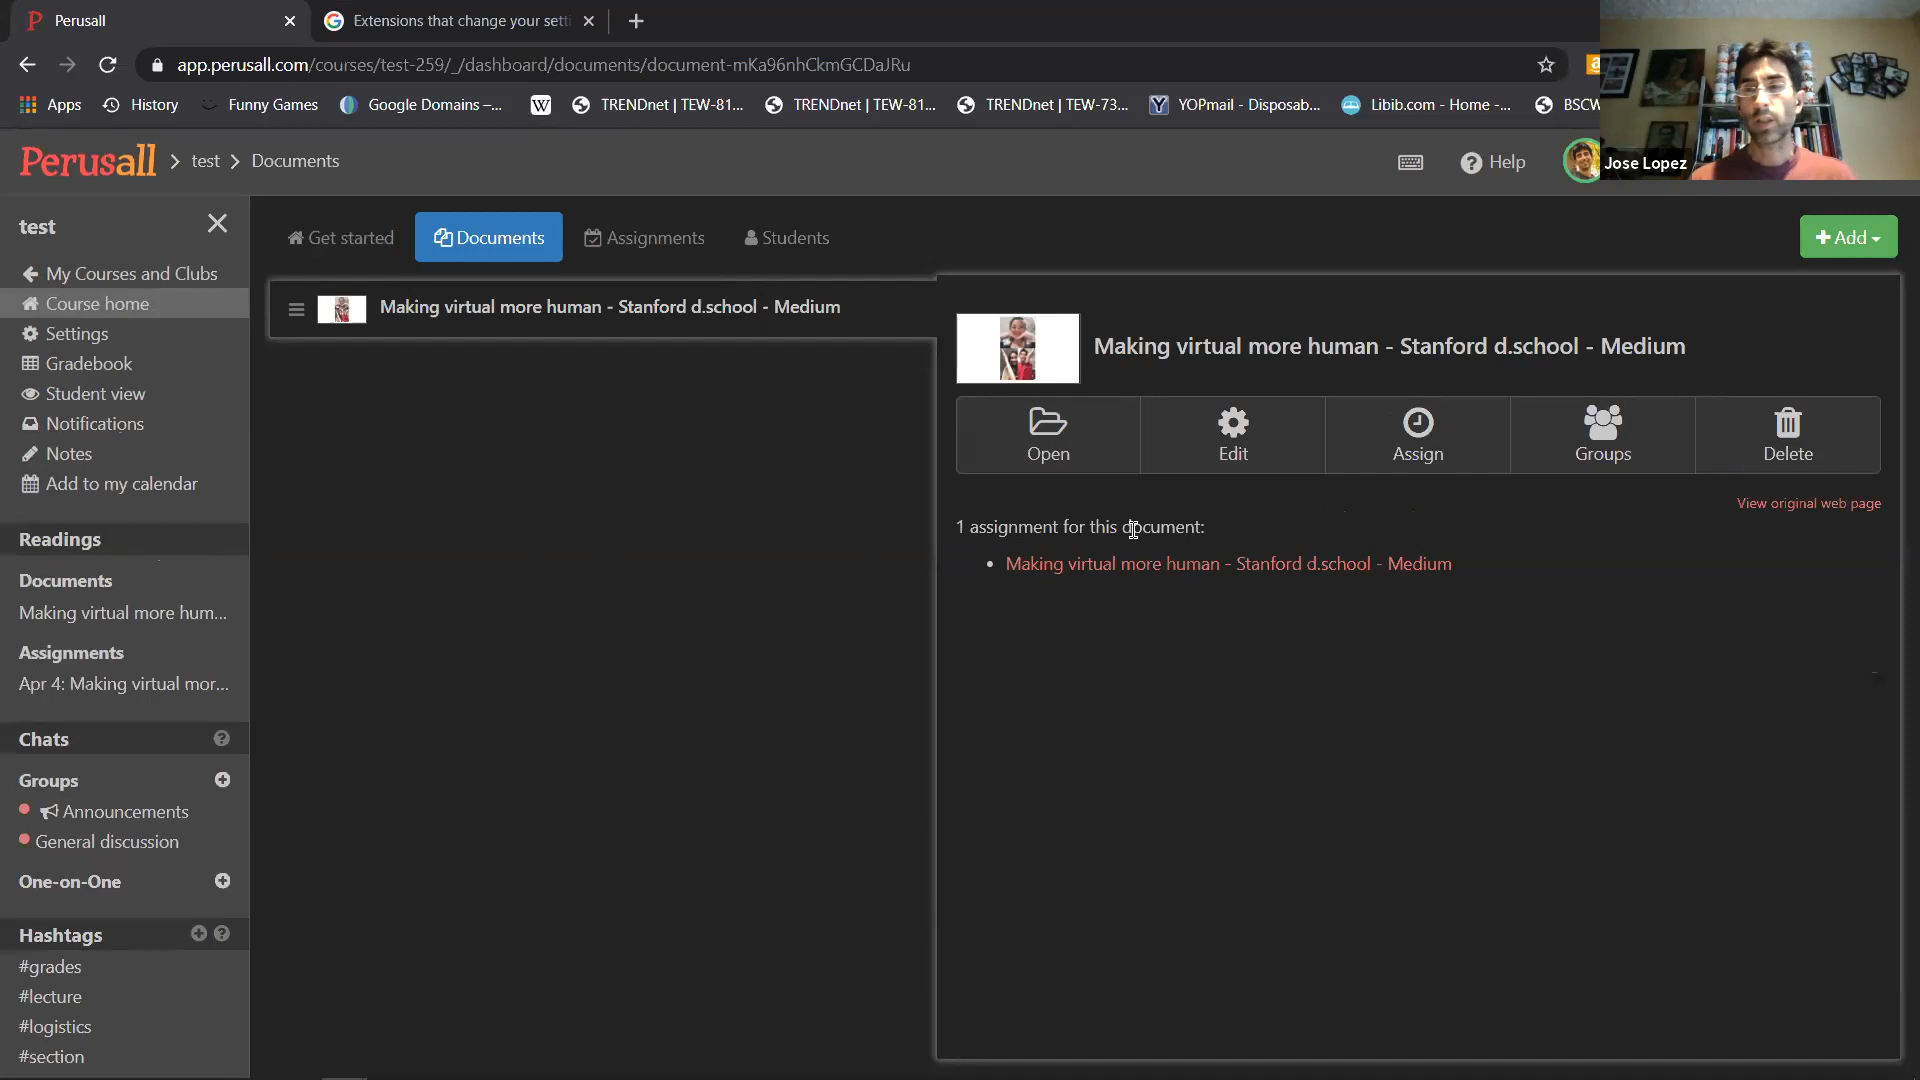 Perusall
Extensions that change your sett
app.perusall.com/courses/test-259/_/dashboard/documents/document-mKa96nhCkmGCDaJRu
Apps
History
Funny Games
Google Domains –...
W
TRENDnet | TEW-81...
TRENDnet | TEW-81...
TRENDnet | TEW-73...
YOPmail - Disposab...
Libib.com - Home -...
BSCW
Jose Lopez
Perusall > test > Documents
Help
test
My Courses and Clubs
Course home
Settings
Gradebook
Student view
Notifications
Notes
Add to my calendar
Readings
Documents
Making virtual more hum...
Assignments
Apr 4: Making virtual mor...
Chats
Groups
Announcements
General discussion
One-on-One
Hashtags
#grades
#lecture
#logistics
#section
Get started
Documents
Assignments
Students
Add
Making virtual more human - Stanford d.school - Medium
Making virtual more human - Stanford d.school - Medium
Open
Edit
Assign
Groups
Delete
View original web page
1 assignment for this document:
• Making virtual more human - Stanford d.school - Medium